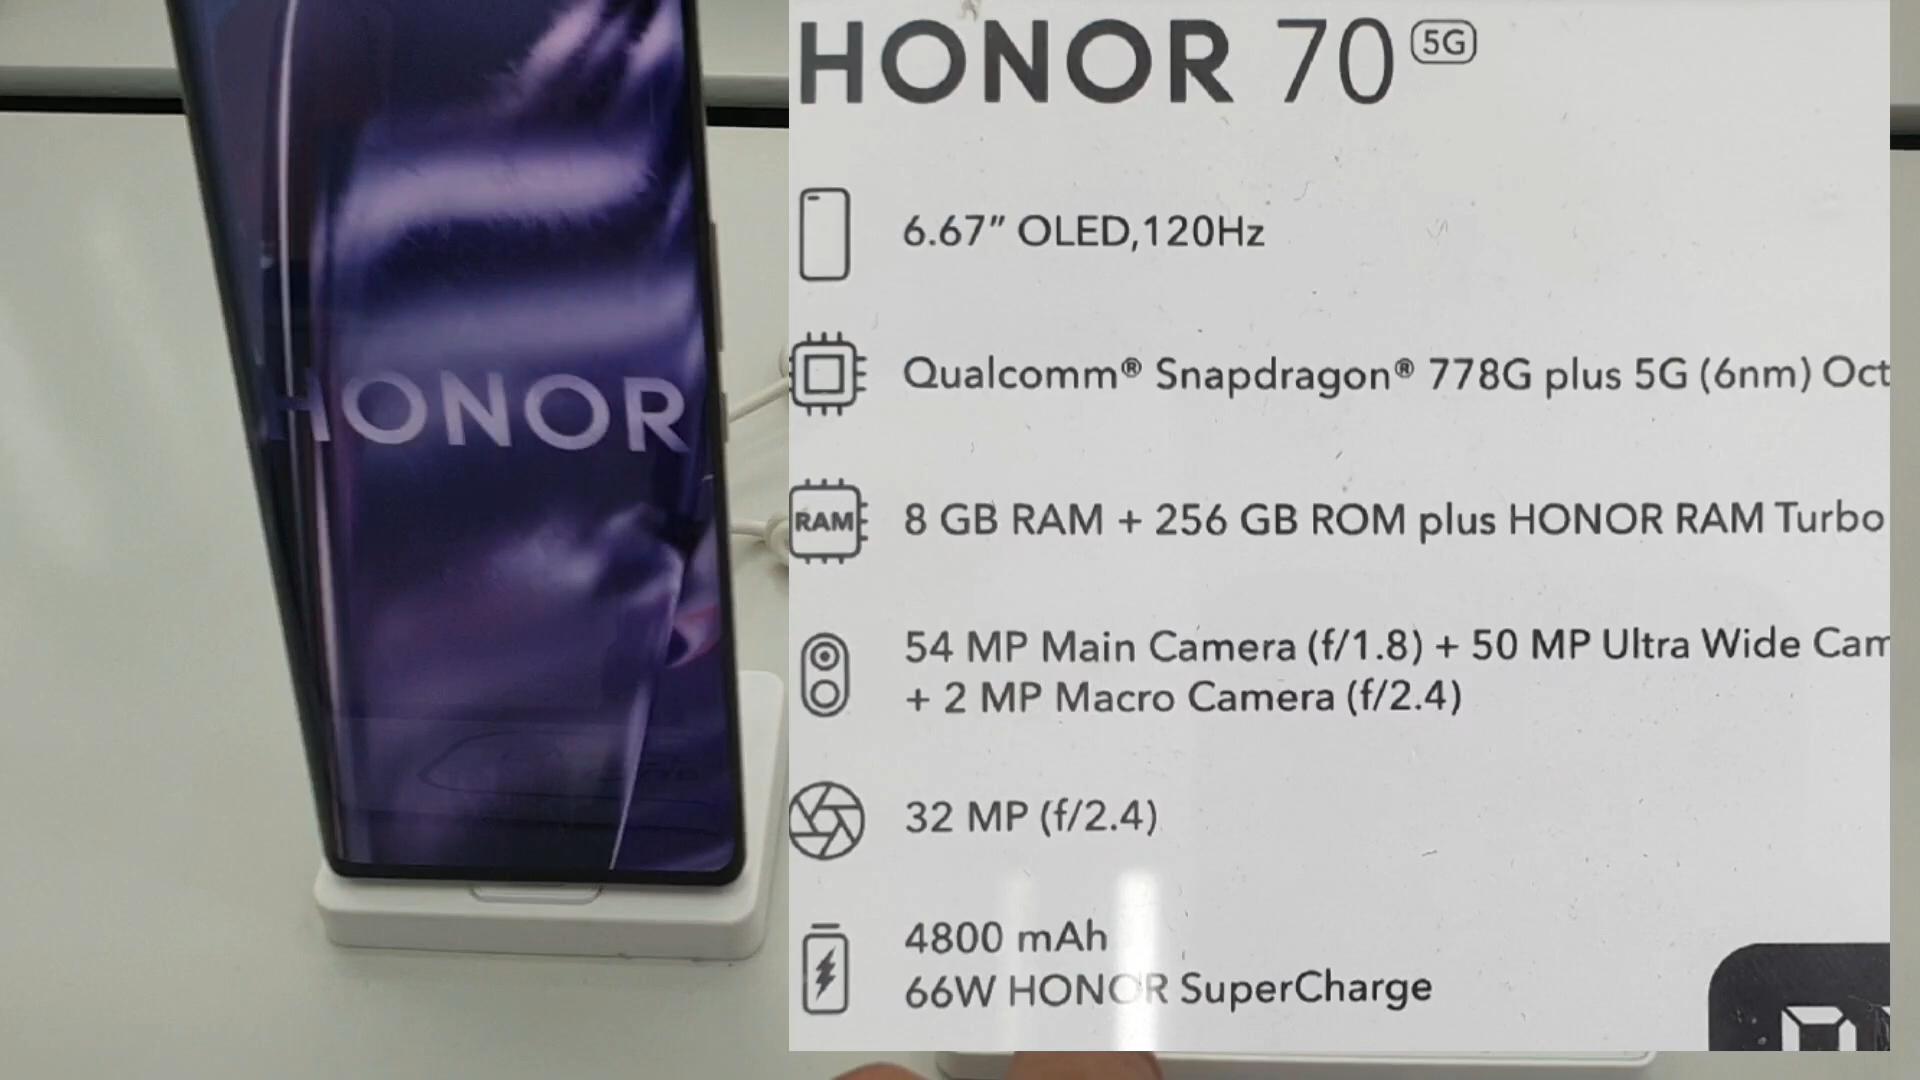 HONOR
HONOR 70 5G
6.67" OLED,120Hz
Qualcomm® Snapdragon® 778G plus 5G (6nm) Oct
RAM
8 GB RAM + 256 GB ROM plus HONOR RAM Turbo
54 MP Main Camera (f/1.8) + 50 MP Ultra Wide Cam
+ 2 MP Macro Camera (f/2.4)
32 MP (f/2.4)
4800 mAh
66W HONOR SuperCharge